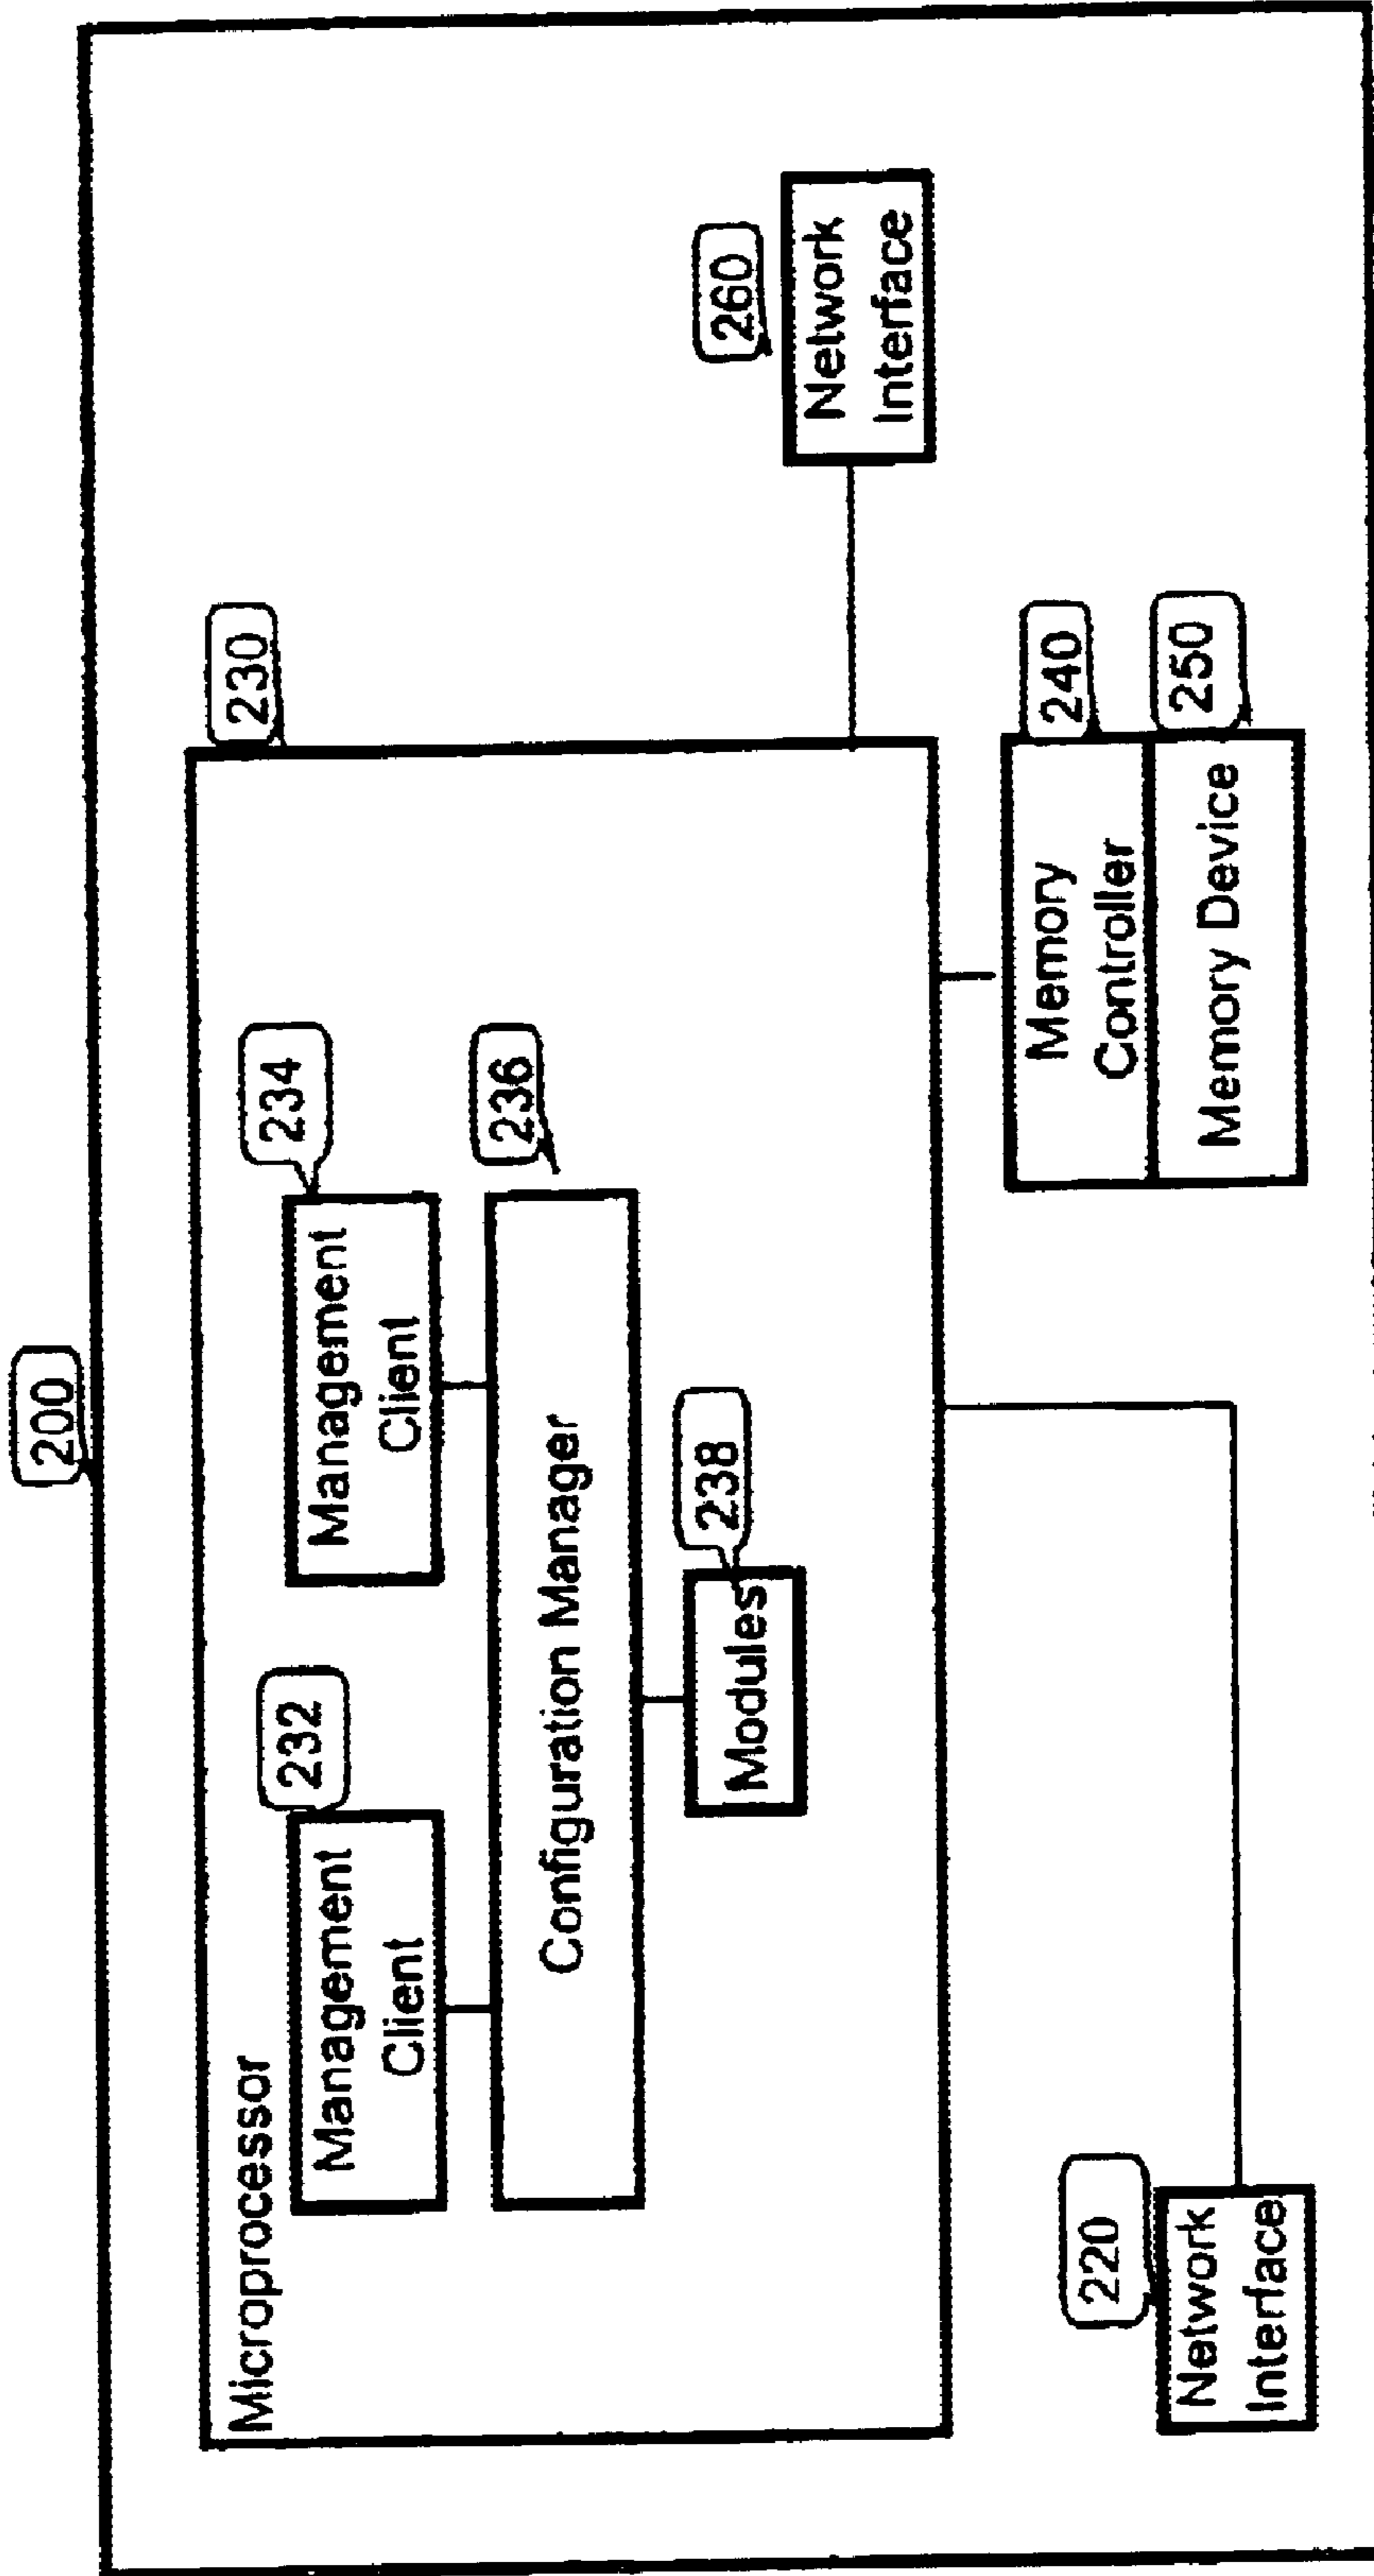 200
Microprocessor
230
232
234
Management
Client
Management
Client
236
Configuration Manager
238
Modules
260
Network
Interface
240
Memory
Controller
250
Memory Device
220
Network
Interface